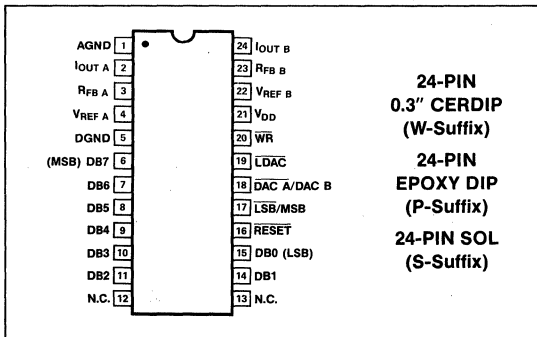 AGND 1 24 IOUT B
IOUT A 2 23 RFB B
RFB A 3 22 VREF B
VREF A 4 21 VDD
DGND 5 20 WR
(MSB) DB7 6 19 LDAC
DB6 7 18 DAC A/DAC B
DB5 8 17 LSB/MSB
DB4 9 16 RESET
DB3 10 15 DB0 (LSB)
DB2 11 14 DB1
N.C. 12 13 N.C.
24-PIN
0.3" CERDIP
(W-Suffix)
24-PIN
EPOXY DIP
(P-Suffix)
24-PIN SOL
(S-Suffix)